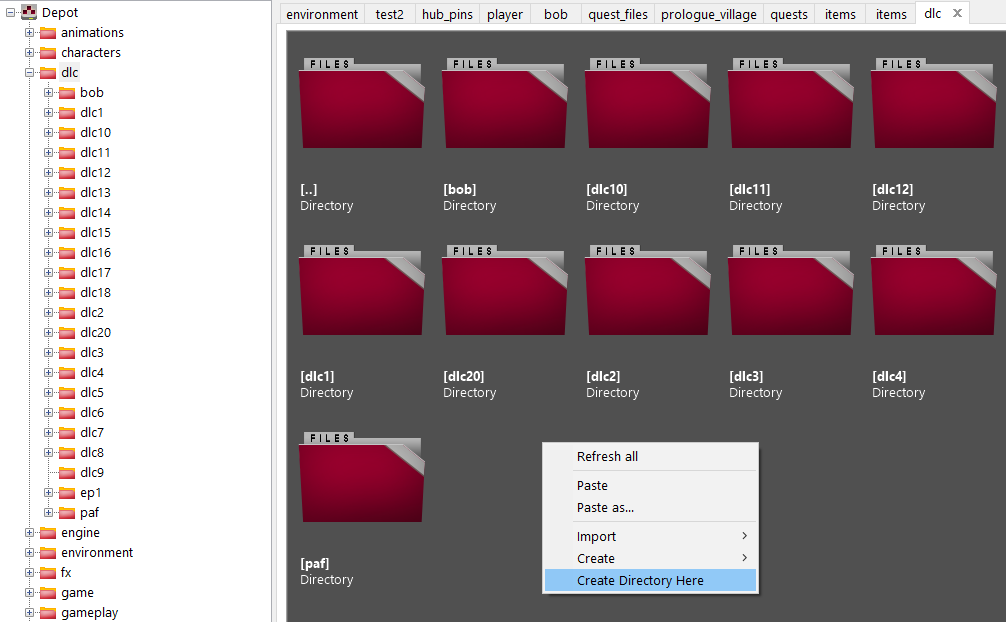 Depot
animations
characters
dlc
bob
dlc1
dlc10
dlc11
dlc12
dlc13
dlc14
dlc15
dlc16
dlc17
dlc18
dlc2
dlc20
dlc3
dlc4
dlc5
dlc6
dlc7
dlc8
dlc9
ep1
paf
engine
environment
fx
game
gameplay
environment test2 hub_pins player bob quest_files prologue_village quests items items dlc
FILES FILES FILES FILES FILES
[..] [bob] [dlc10] [dlc11] [dlc12]
Directory Directory Directory Directory Directory
FILES FILES FILES FILES FILES
[dlc1] [dlc20] [dlc2] [dlc3] [dlc4]
Directory Directory Directory Directory Directory
FILES
[paf]
Directory
Refresh all
Paste
Paste as...
Import
Create
Create Directory Here